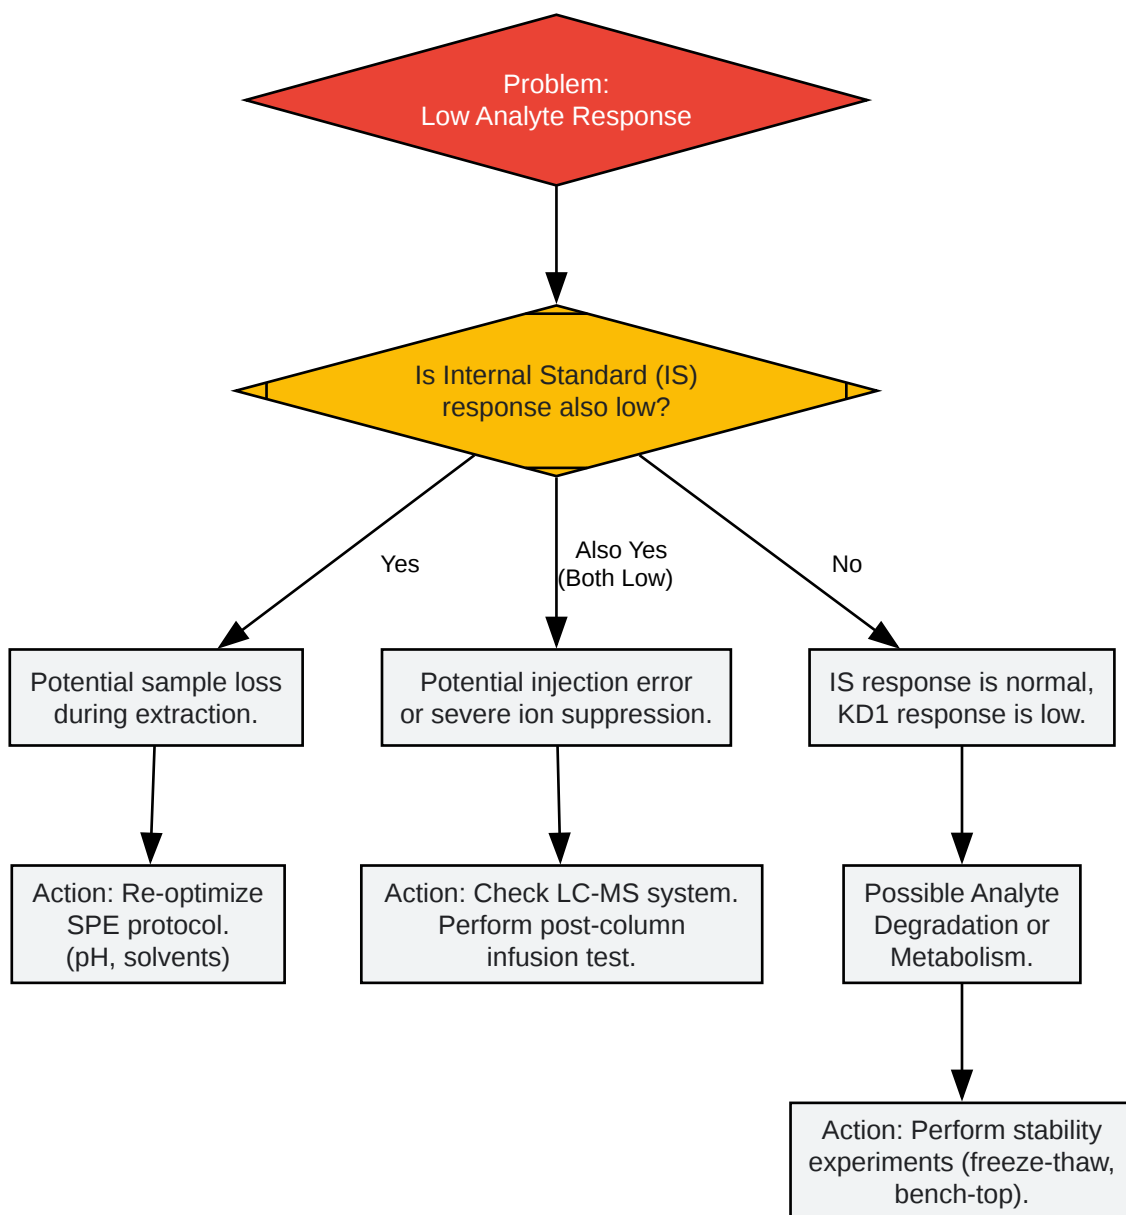 Problem:
Low Analyte Response
Is Internal Standard (IS)
response also low?
Yes
Also Yes
(Both Low)
No
Potential sample loss
during extraction.
Potential injection error
or severe ion suppression.
IS response is normal,
KD1 response is low.
Action: Re-optimize
SPE protocol.
(pH, solvents)
Action: Check LC-MS system.
Perform post-column
infusion test.
Possible Analyte
Degradation or
Metabolism.
Action: Perform stability
experiments (freeze-thaw,
bench-top).